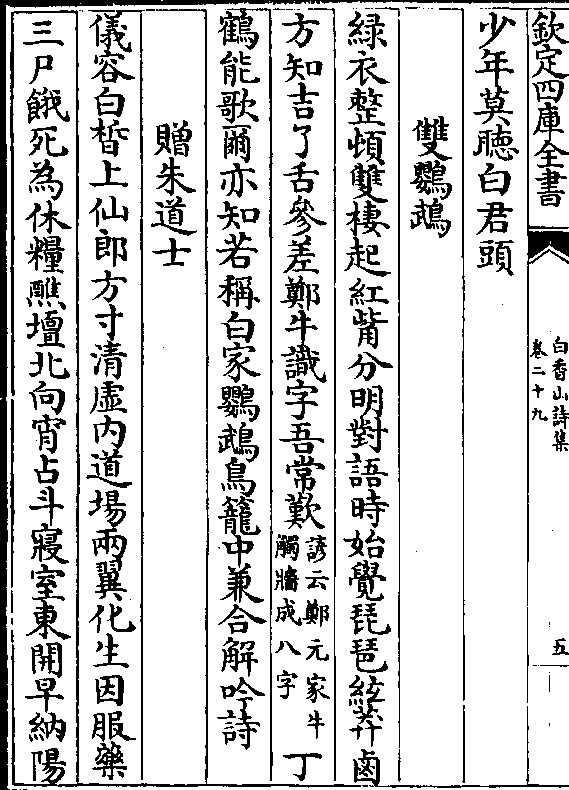 欽定四庫全書
白香山詩集
卷二十九
五
少年莫聴白君頭
雙鸚鵡
緑衣整頓雙棲起紅觜分明對語時始覺琵琶絃莽鹵
方知吉了舌參差鄭牛識字吾常歎諺云鄭元家牛觸牆成八字丁
鶴能歌爾亦知若稱白家鸚鵡鳥籠中兼合解吟詩
贈朱道士
儀容白晳上仙郎方寸清虚内道場兩翼化生因服藥
三尸餓死為休糧醮壇北向宵占斗寢室東開早納陽